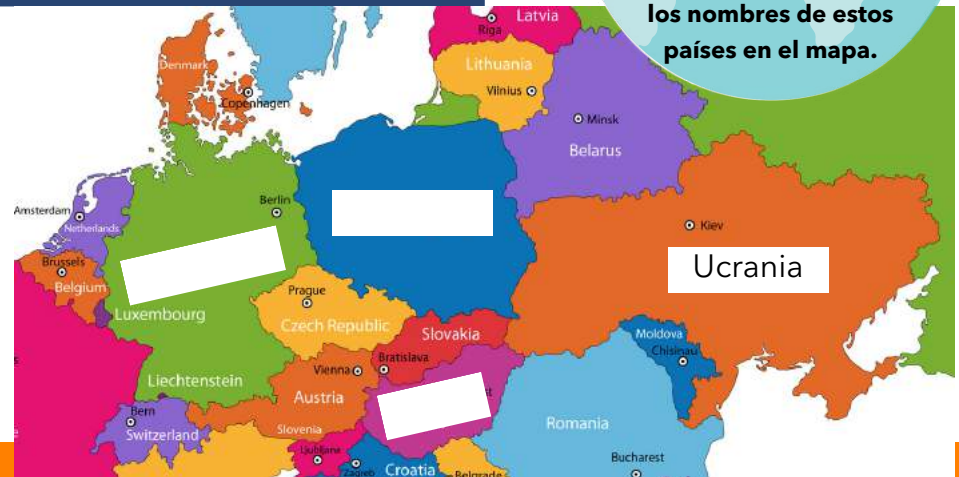 los nombres de estos
países en el mapa.
Latvia
Riga
Denmark
Lithuania
Vilnius
Copenhagen
Minsk
Belarus
Amsterdam
Berlin
Netherlands
Kiev
Brussels
Ucrania
Belgium
Prague
Luxembourg
Czech Republic
Slovakia
Moldova
Chisinau
Bratislava
Vienna
Liechtenstein
Austria
Bern
Switzerland
Slovenia
Romania
Ljubljana
Bucharest
Zagreb
Croatia
Belgrade